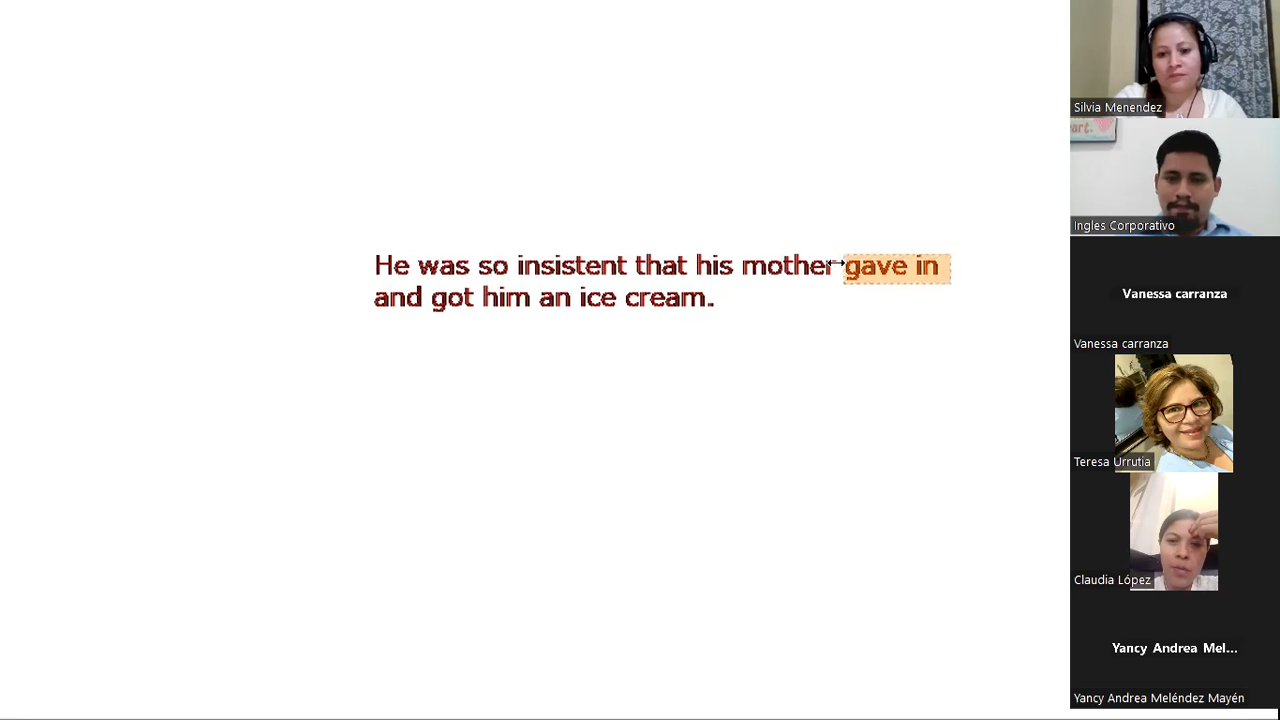 He was so insistent that his mother gave in
and got him an ice cream.
Silvia Menendez
art.
Ingles Corporativo
Vanessa carranza
Vanessa carranza
Teresa Urrutia
Claudia López
Yancy Andrea Mel...
Yancy Andrea Meléndez Mayén